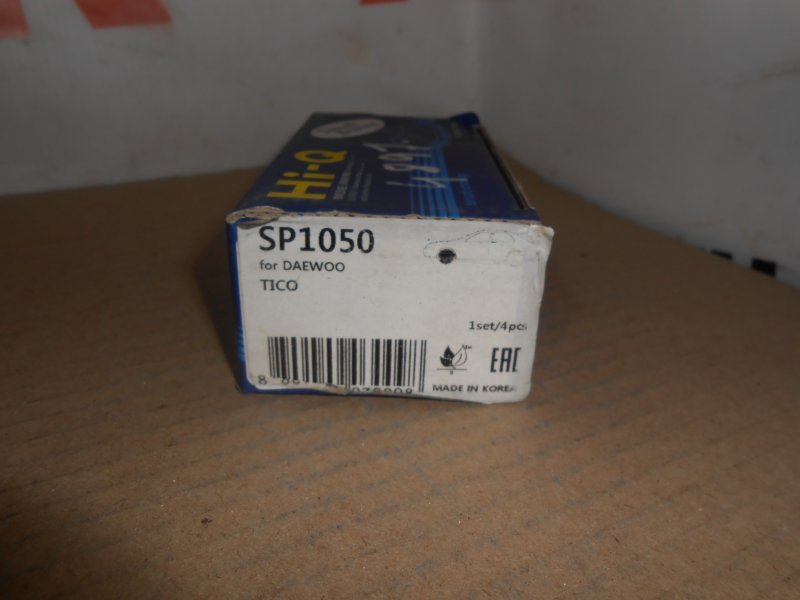 Hi-Q
SP1050
for DAEWOO
TICO
1set/4pcs
EAC
MADE IN KOREA